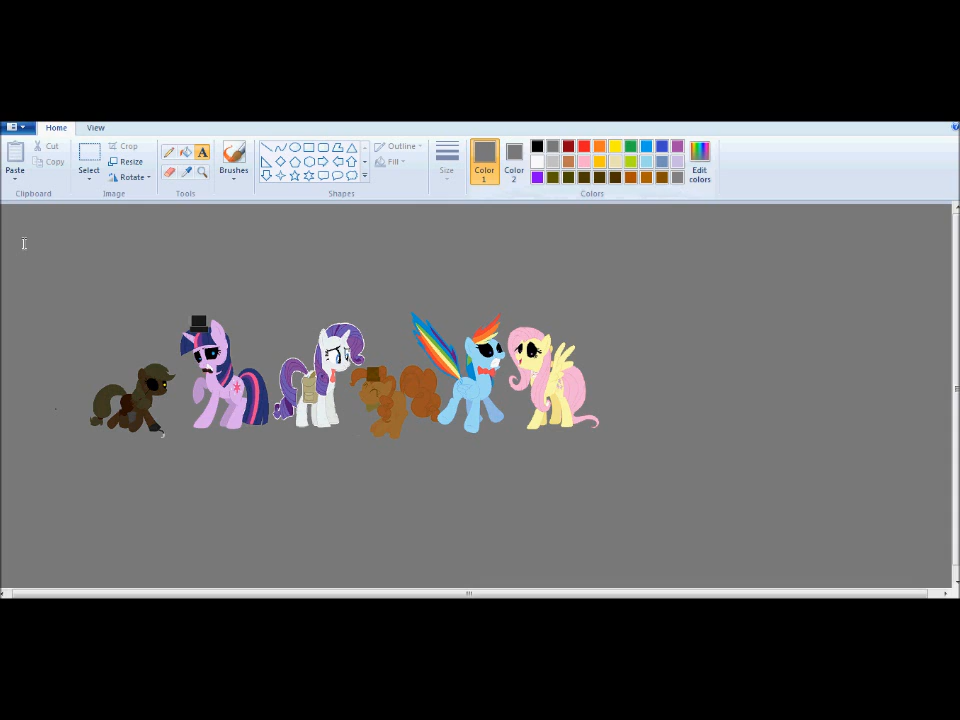 Home View
Cut
Copy
Paste
Clipboard
Select
Crop
Resize
Rotate
Image
A
Tools
Brushes
Outline
Fill
Shapes
Size
Color 1
Color 2
Edit colors
Colors